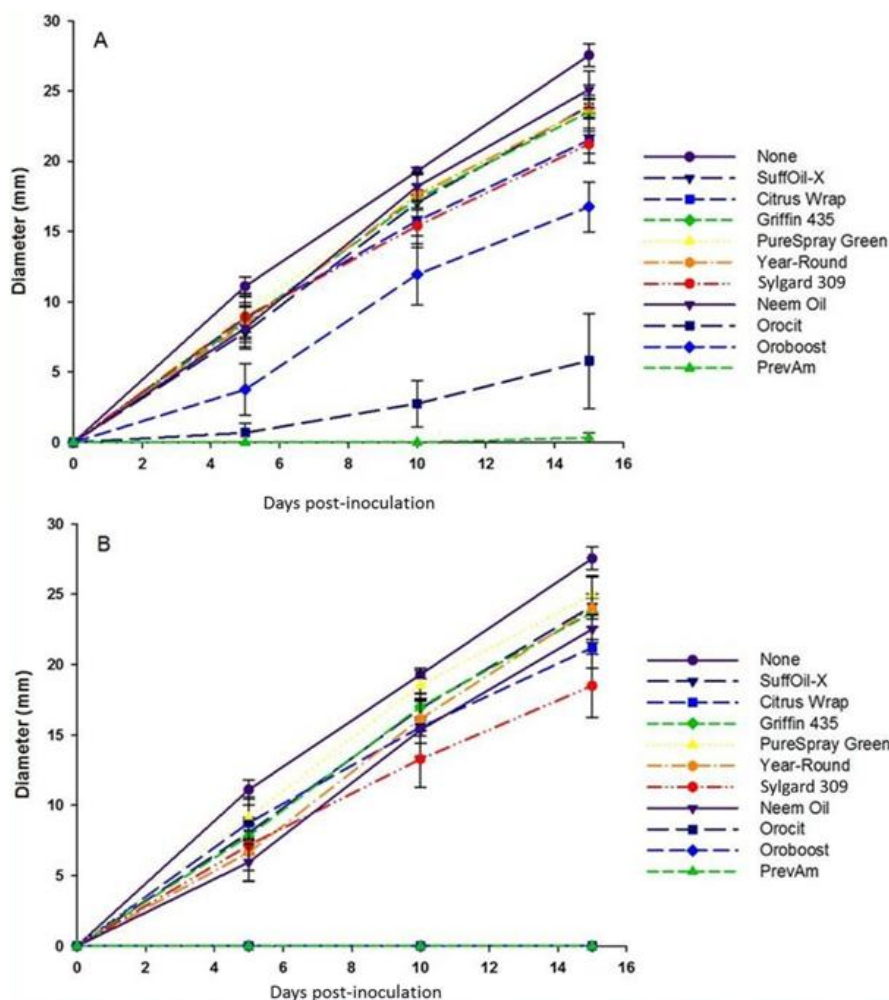 A
30
25
20
15
10
5
0
Diameter (mm)
0 2 4 6 8 10 12 14 16
Days post-inoculation
None
SuffOil-X
Citrus Wrap
Griffin 435
PureSpray Green
Year-Round
Sylgard 309
Neem Oil
Orocit
Oroboost
PrevAm
B
30
25
20
15
10
5
0
Diameter (mm)
0 2 4 6 8 10 12 14 16
Days post-inoculation
None
SuffOil-X
Citrus Wrap
Griffin 435
PureSpray Green
Year-Round
Sylgard 309
Neem Oil
Orocit
Oroboost
PrevAm